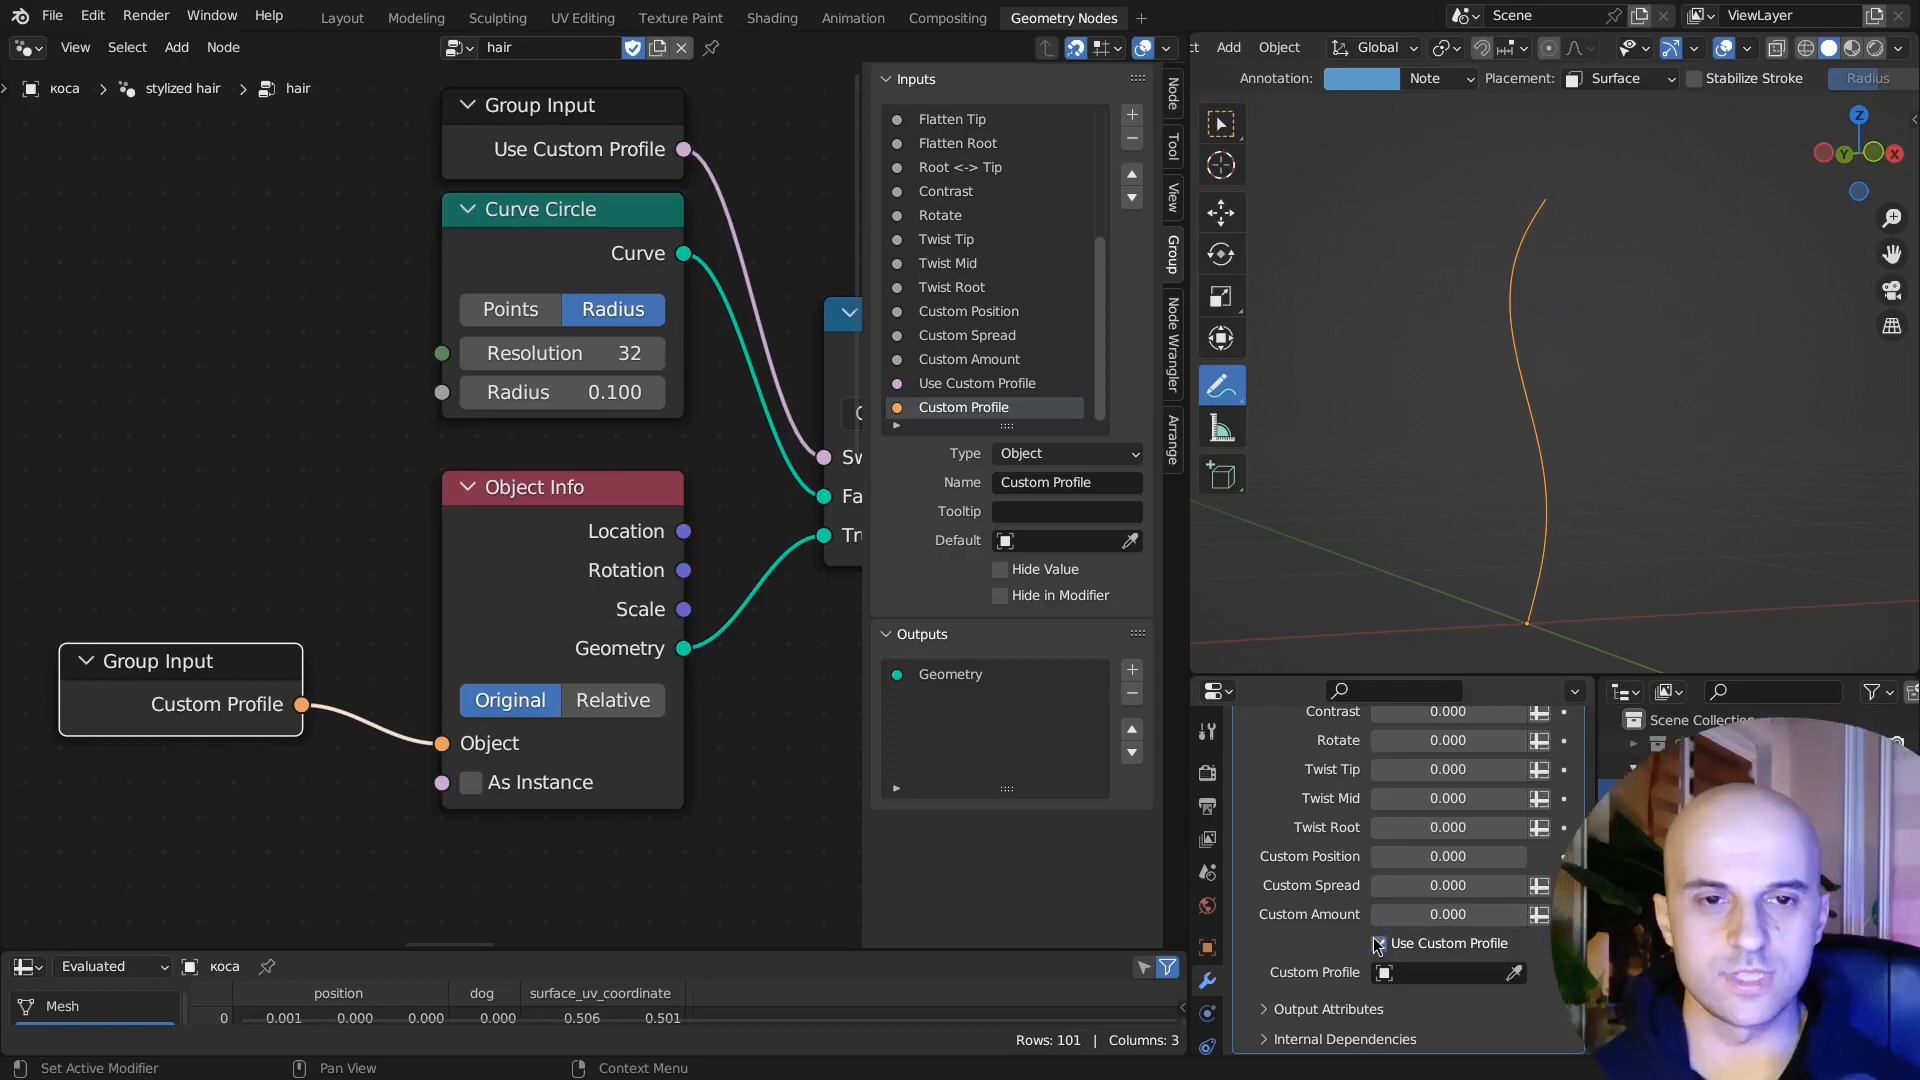 File Edit Render Window Help
Layout Modeling Sculpting UV Editing Texture Paint Shading Animation Compositing Geometry Nodes
Scene
ViewLayer
View Select Add Node
hair
Add Object
Global
Annotation: Note Placement: Surface Stabilize Stroke Radius
коса stylized hair hair
Group Input
Use Custom Profile
Curve Circle
Curve
Points Radius
Resolution 32
Radius 0.100
Object Info
Location
Rotation
Scale
Geometry
Original Relative
Object
As Instance
Group Input
Custom Profile
Sw
Fa
Tr
Inputs
Flatten Tip
Flatten Root
Root <-> Tip
Contrast
Rotate
Twist Tip
Twist Mid
Twist Root
Custom Position
Custom Spread
Custom Amount
Use Custom Profile
Custom Profile
Type Object
Name Custom Profile
Tooltip
Default
Hide Value
Hide in Modifier
Outputs
Geometry
Node
Tool
View
Group
Node Wrangler
Arrange
Z
Y
X
Contrast 0.000
Rotate 0.000
Twist Tip 0.000
Twist Mid 0.000
Twist Root 0.000
Custom Position 0.000
Custom Spread 0.000
Custom Amount 0.000
Use Custom Profile
Custom Profile
Output Attributes
Internal Dependencies
Scene Collection
Evaluated коса
Mesh
position dog surface_uv_coordinate
0 0.001 0.000 0.000 0.000 0.506 0.501
Rows: 101 | Columns: 3
Set Active Modifier Pan View Context Menu